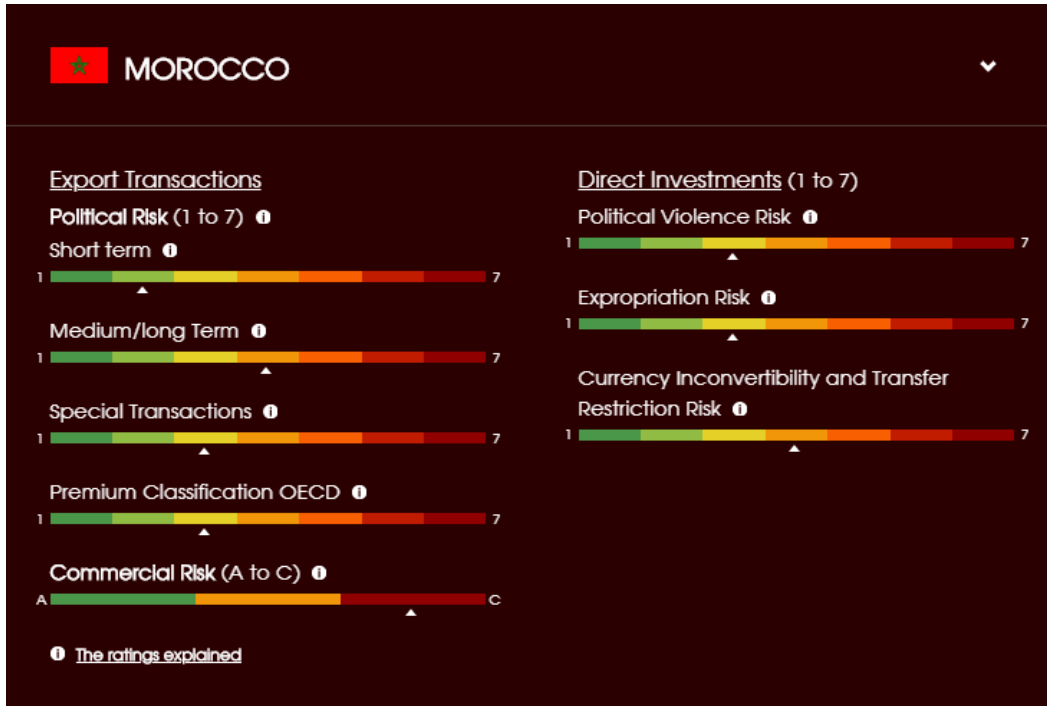 MOROCCO
Export Transactions
Political Risk (1 to 7)
Short term
1 7
Medium/long Term
1 7
Special Transactions
1 7
Premium Classification OECD
1 7
Commercial Risk (A to C)
A C
The ratings explained
Direct Investments (1 to 7)
Political Violence Risk
1 7
Expropriation Risk
1 7
Currency Inconvertibility and Transfer
Restriction Risk
1 7